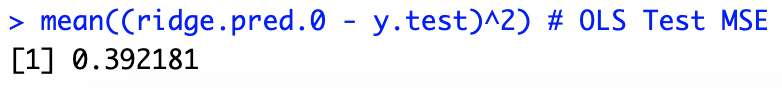 > mean((ridge.pred.0 - y.test)^2) # OLS Test MSE
[1] 0.392181